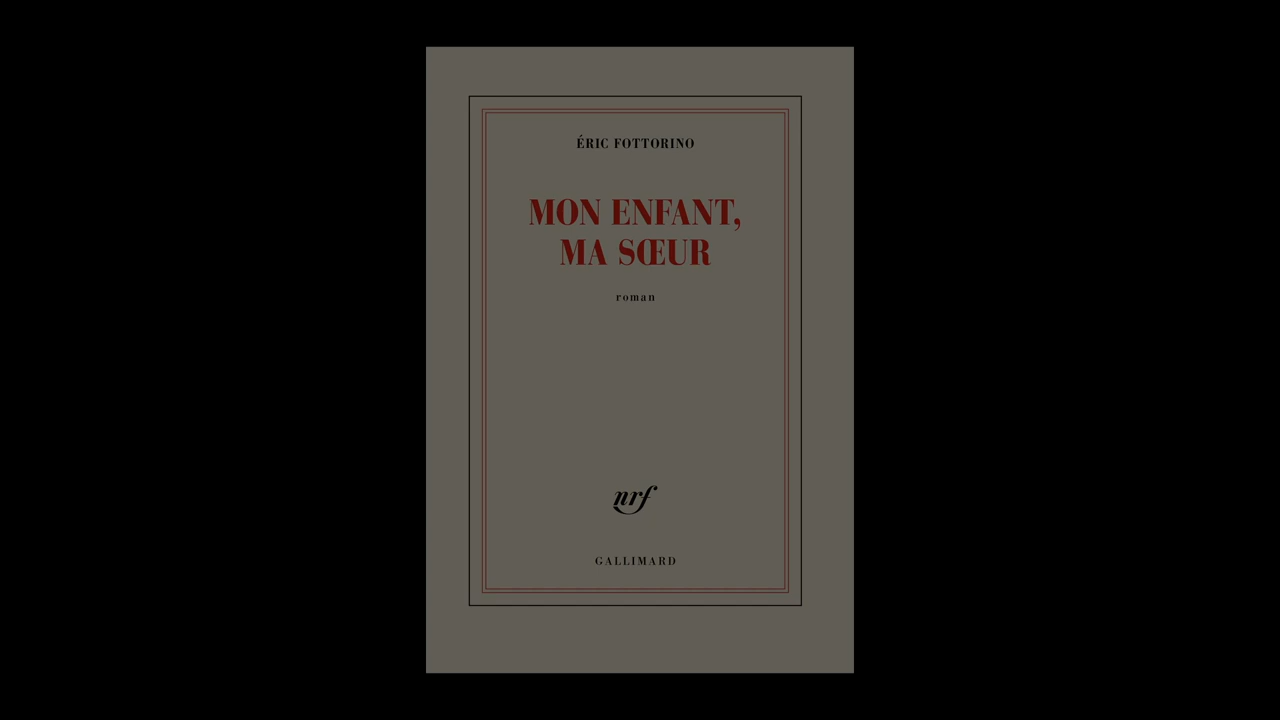 ÉRIC FOTTORINO
MON ENFANT,
MA SŒUR
roman
nrf
GALLIMARD